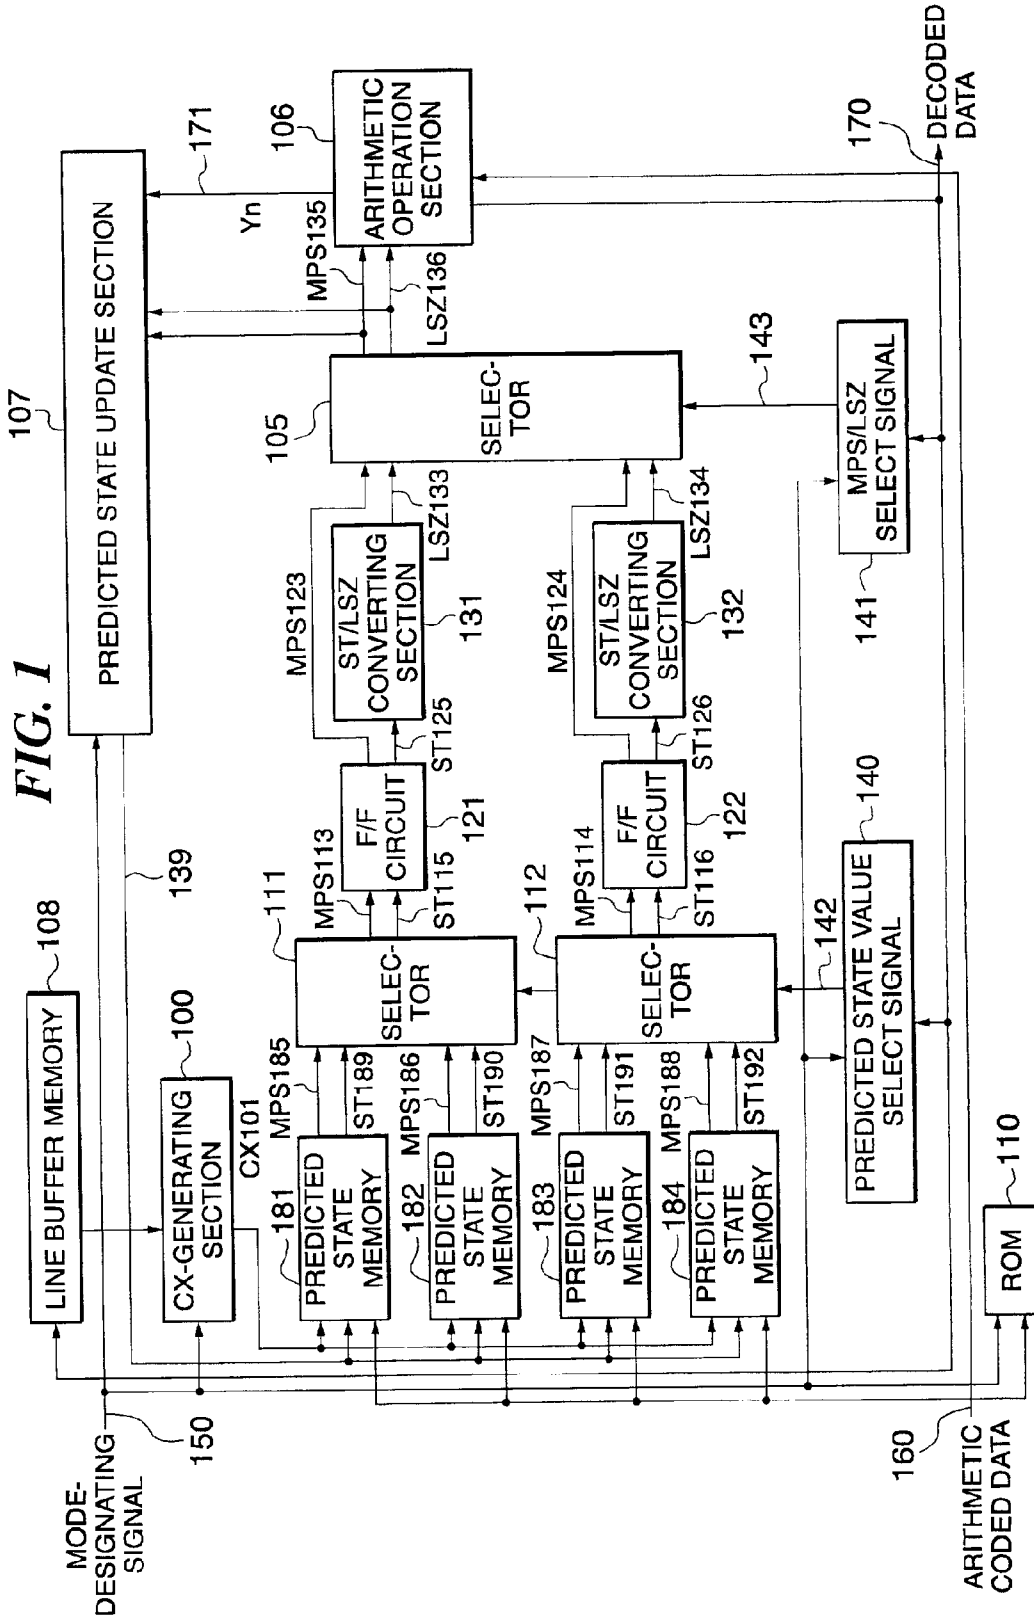 FIG. 1
107
PREDICTED STATE UPDATE SECTION
139
108
LINE BUFFER MEMORY
100
CX-GENERATING
SECTION
CX101
MODE-
DESIGNATING
SIGNAL
150
171
Yn
106
ARITHMETIC
OPERATION
SECTION
MPS135
LSZ136
105
SELEC-
TOR
MPS123
LSZ133
ST/LSZ
CONVERTING
SECTION
131
ST125
F/F
CIRCUIT
121
MPS113
ST115
111
SELEC-
TOR
MPS185
ST189
MPS186
ST190
181
PREDICTED
STATE
MEMORY
182
PREDICTED
STATE
MEMORY
MPS124
LSZ134
ST/LSZ
CONVERTING
SECTION
132
ST126
F/F
CIRCUIT
122
MPS114
ST116
112
SELEC-
TOR
MPS187
ST191
MPS188
ST192
183
PREDICTED
STATE
MEMORY
184
PREDICTED
STATE
MEMORY
143
MPS/LSZ
SELECT SIGNAL
141
142
140
PREDICTED STATE VALUE
SELECT SIGNAL
110
ROM
160
ARITHMETIC
CODED DATA
170
DECODED
DATA